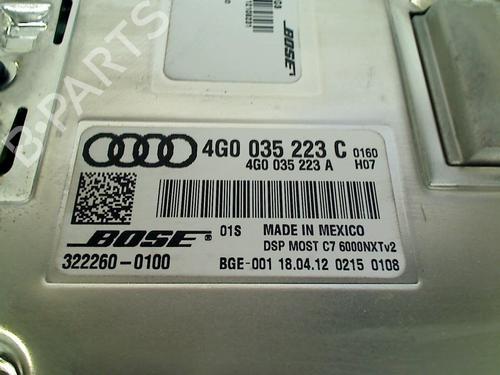 BOSE
B-PARTS
4G0 035 223 C 0160
4G0 035 223 A H07
01S MADE IN MEXICO
BOSE® DSP MOST C7 6000NXTv2
322260-0100 BGE-001 18.04.12 0215 0108